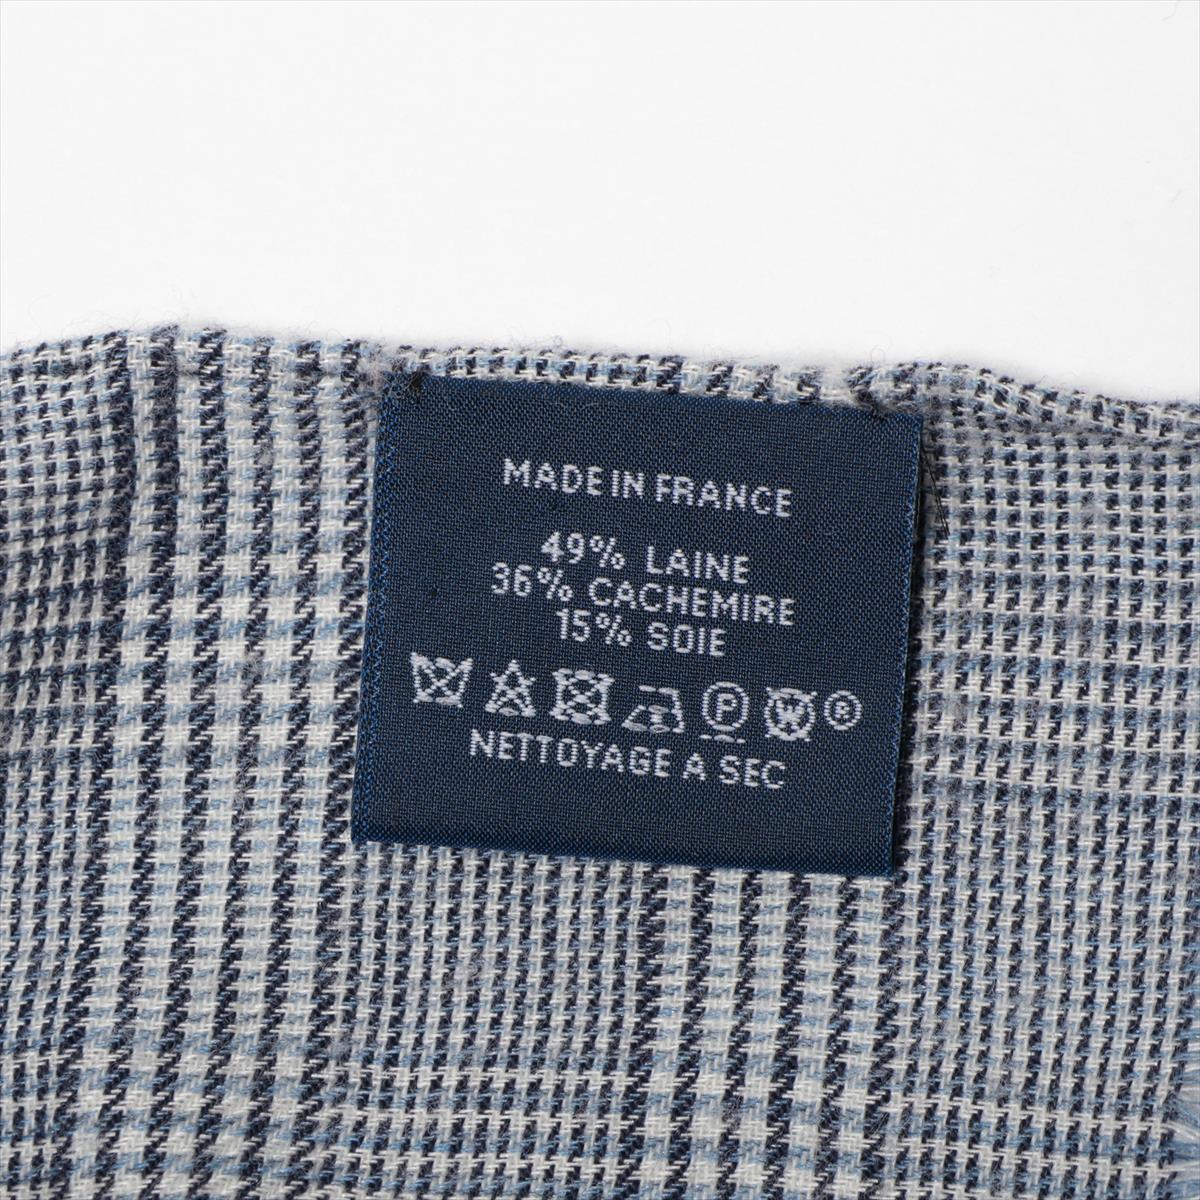 MADE IN FRANCE
49% LAINE
36% CACHEMIRE
15% SOIE
P W ®
NETTOYAGE A SEC